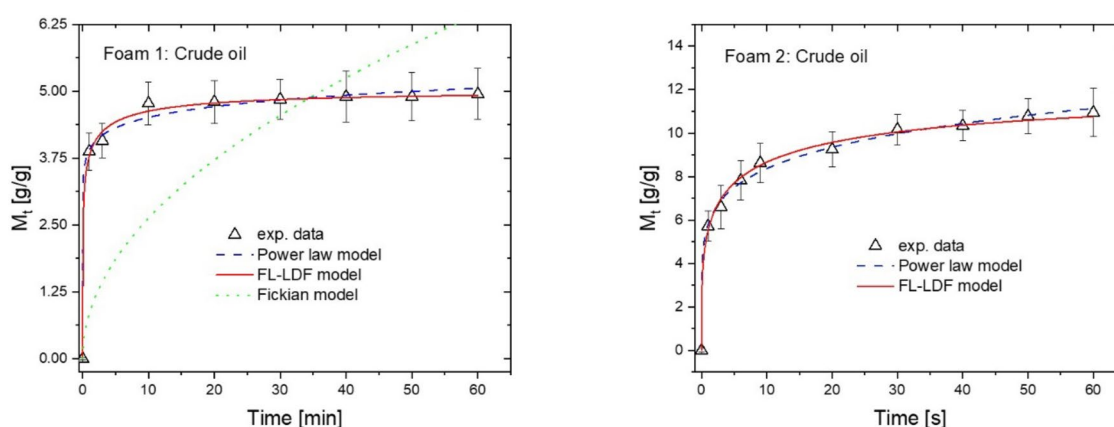 6.25
5.00
3.75
2.50
1.25
0.00
M_t [g/g]
Foam 1: Crude oil
exp. data
Power law model
FL-LDF model
Fickian model
0 10 20 30 40 50 60
Time [min]
14
12
10
8
6
4
2
0
M_t [g/g]
Foam 2: Crude oil
exp. data
Power law model
FL-LDF model
0 10 20 30 40 50 60
Time [s]